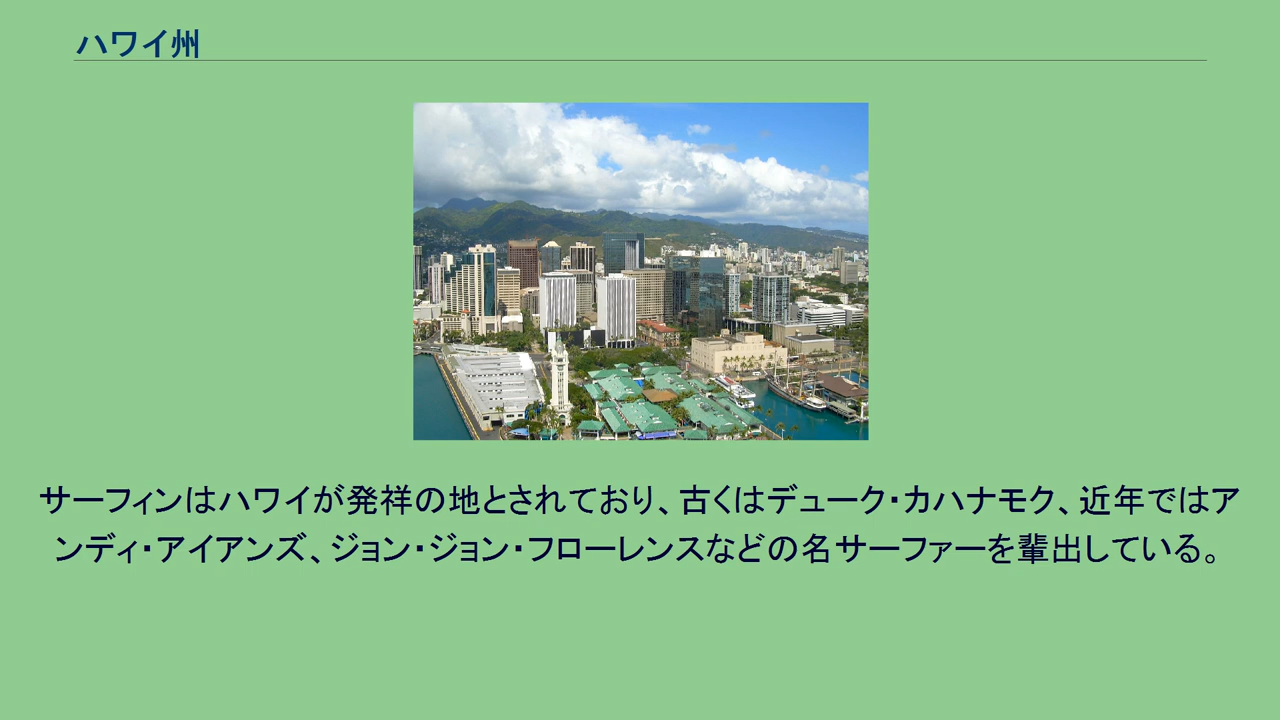 ハワイ州
サーフィンはハワイが発祥の地とされており、古くはデューク・カハナモク、近年ではア
ンディ・アイアンズ、ジョン・ジョン・フローレンスなどの名サーファーを輩出している。